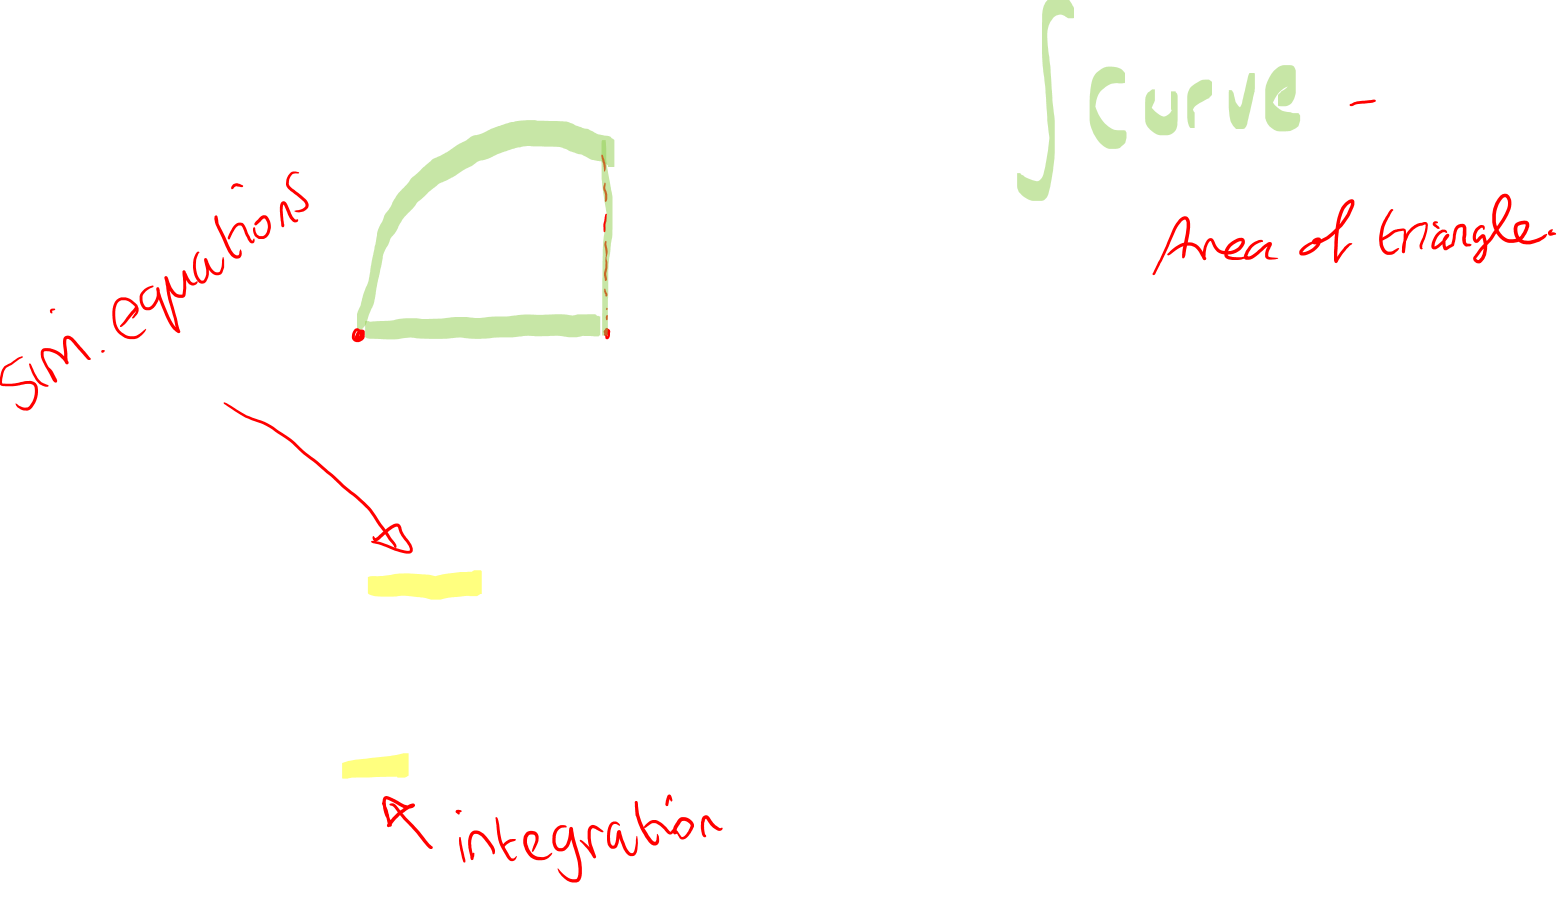 ∫ Curve -
Area of triangle.
Sim. equations
integration